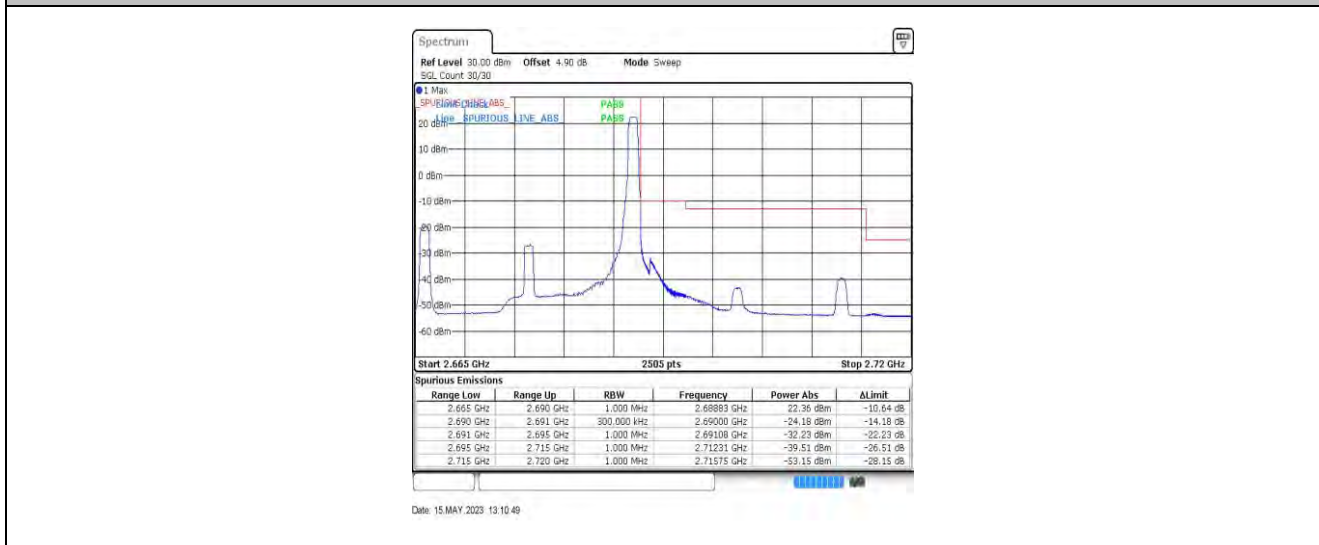 Spectrum
Ref Level 30.00 dBm Offset 4.90 dB Mode Sweep
SGL Count 30/30
1 Max
PASS
_SPURIOUS_LINE_ABS_
20 dBm
Line _SPURIOUS_LINE_ABS_ PASS
10 dBm
0 dBm
-10 dBm
-20 dBm
-30 dBm
-40 dBm
-50 dBm
-60 dBm
Start 2.665 GHz 2505 pts Stop 2.72 GHz
Spurious Emissions
Range Low Range Up RBW Frequency Power Abs ΔLimit
2.665 GHz 2.690 GHz 1.000 MHz 2.68883 GHz 22.36 dBm -10.64 dB
2.690 GHz 2.691 GHz 300.000 kHz 2.69000 GHz -24.18 dBm -14.18 dB
2.691 GHz 2.695 GHz 1.000 MHz 2.69108 GHz -32.23 dBm -22.23 dB
2.695 GHz 2.715 GHz 1.000 MHz 2.71231 GHz -39.51 dBm -26.51 dB
2.715 GHz 2.720 GHz 1.000 MHz 2.71575 GHz -53.15 dBm -28.15 dB
Date: 15.MAY.2023 13:10:49